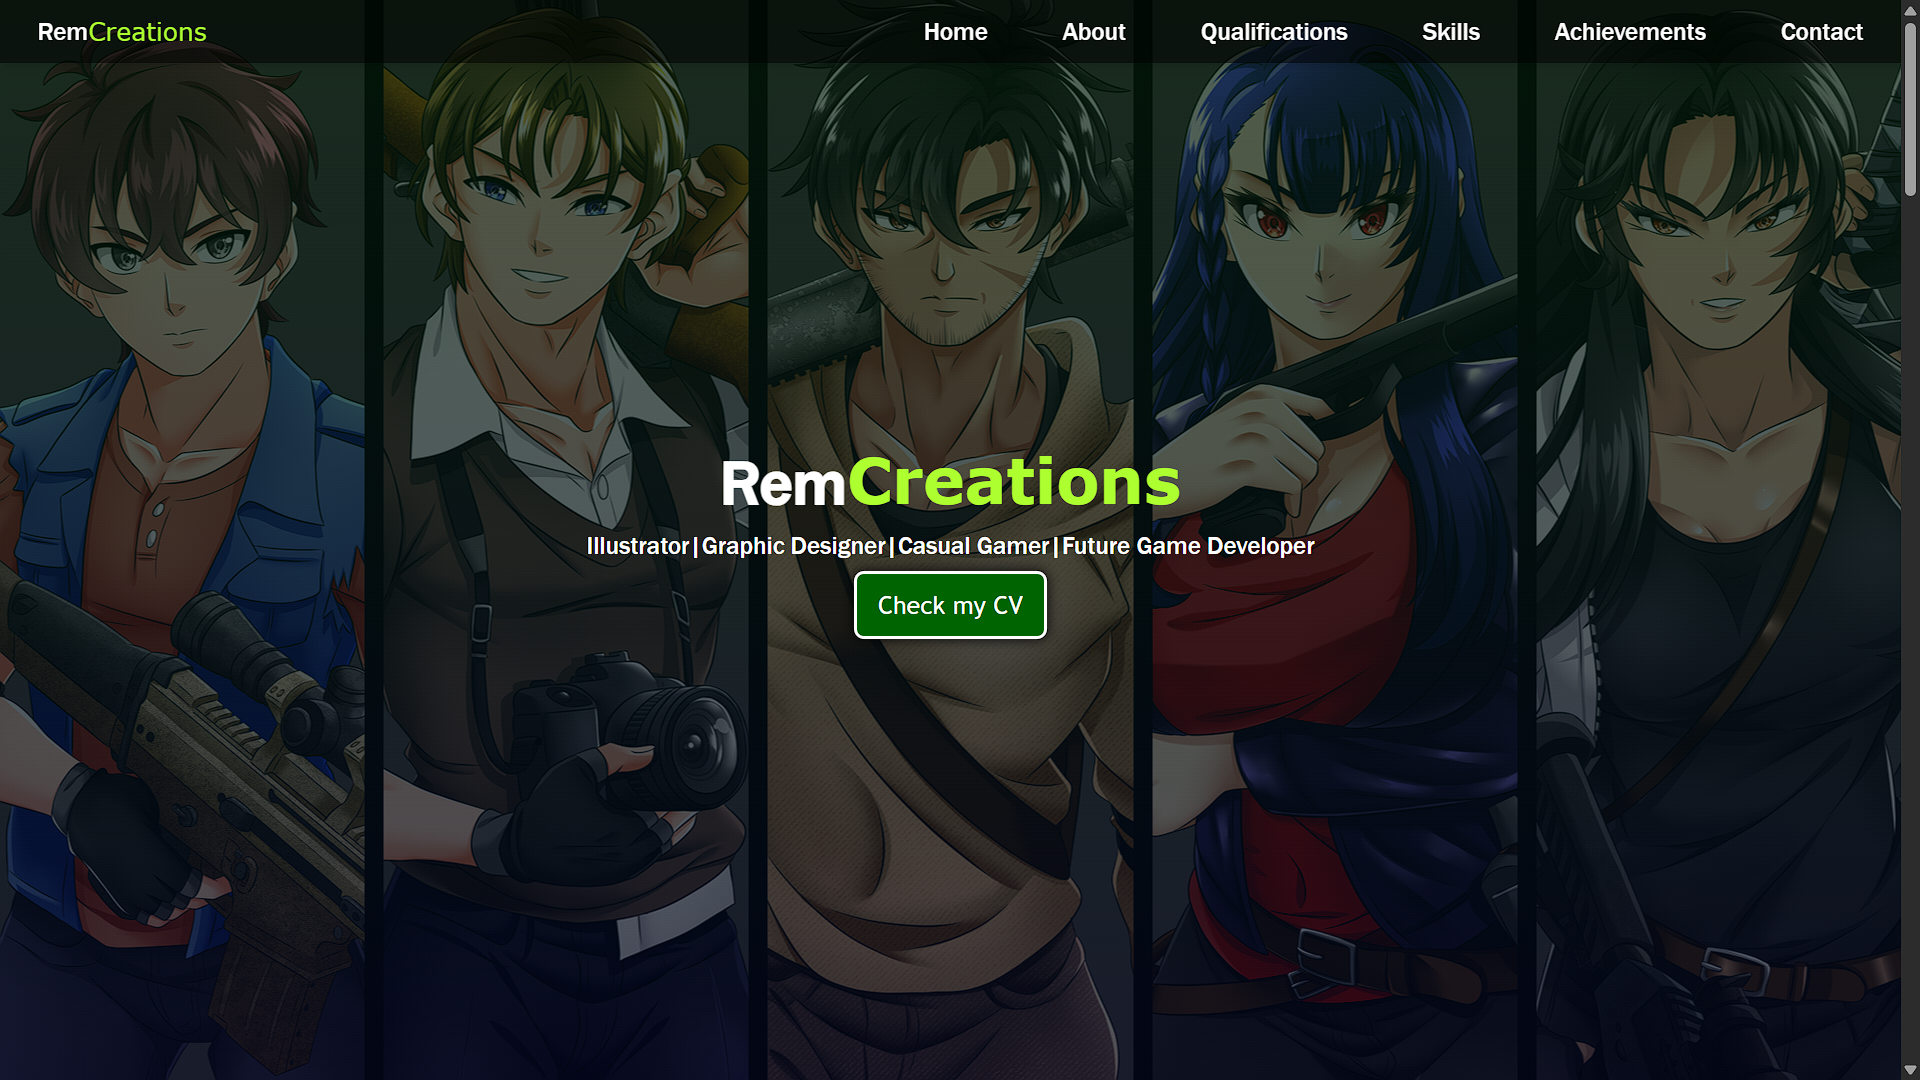 RemCreations Home About Qualifications Skills Achievements Contact
RemCreations
Illustrator|Graphic Designer|Casual Gamer|Future Game Developer
Check my CV